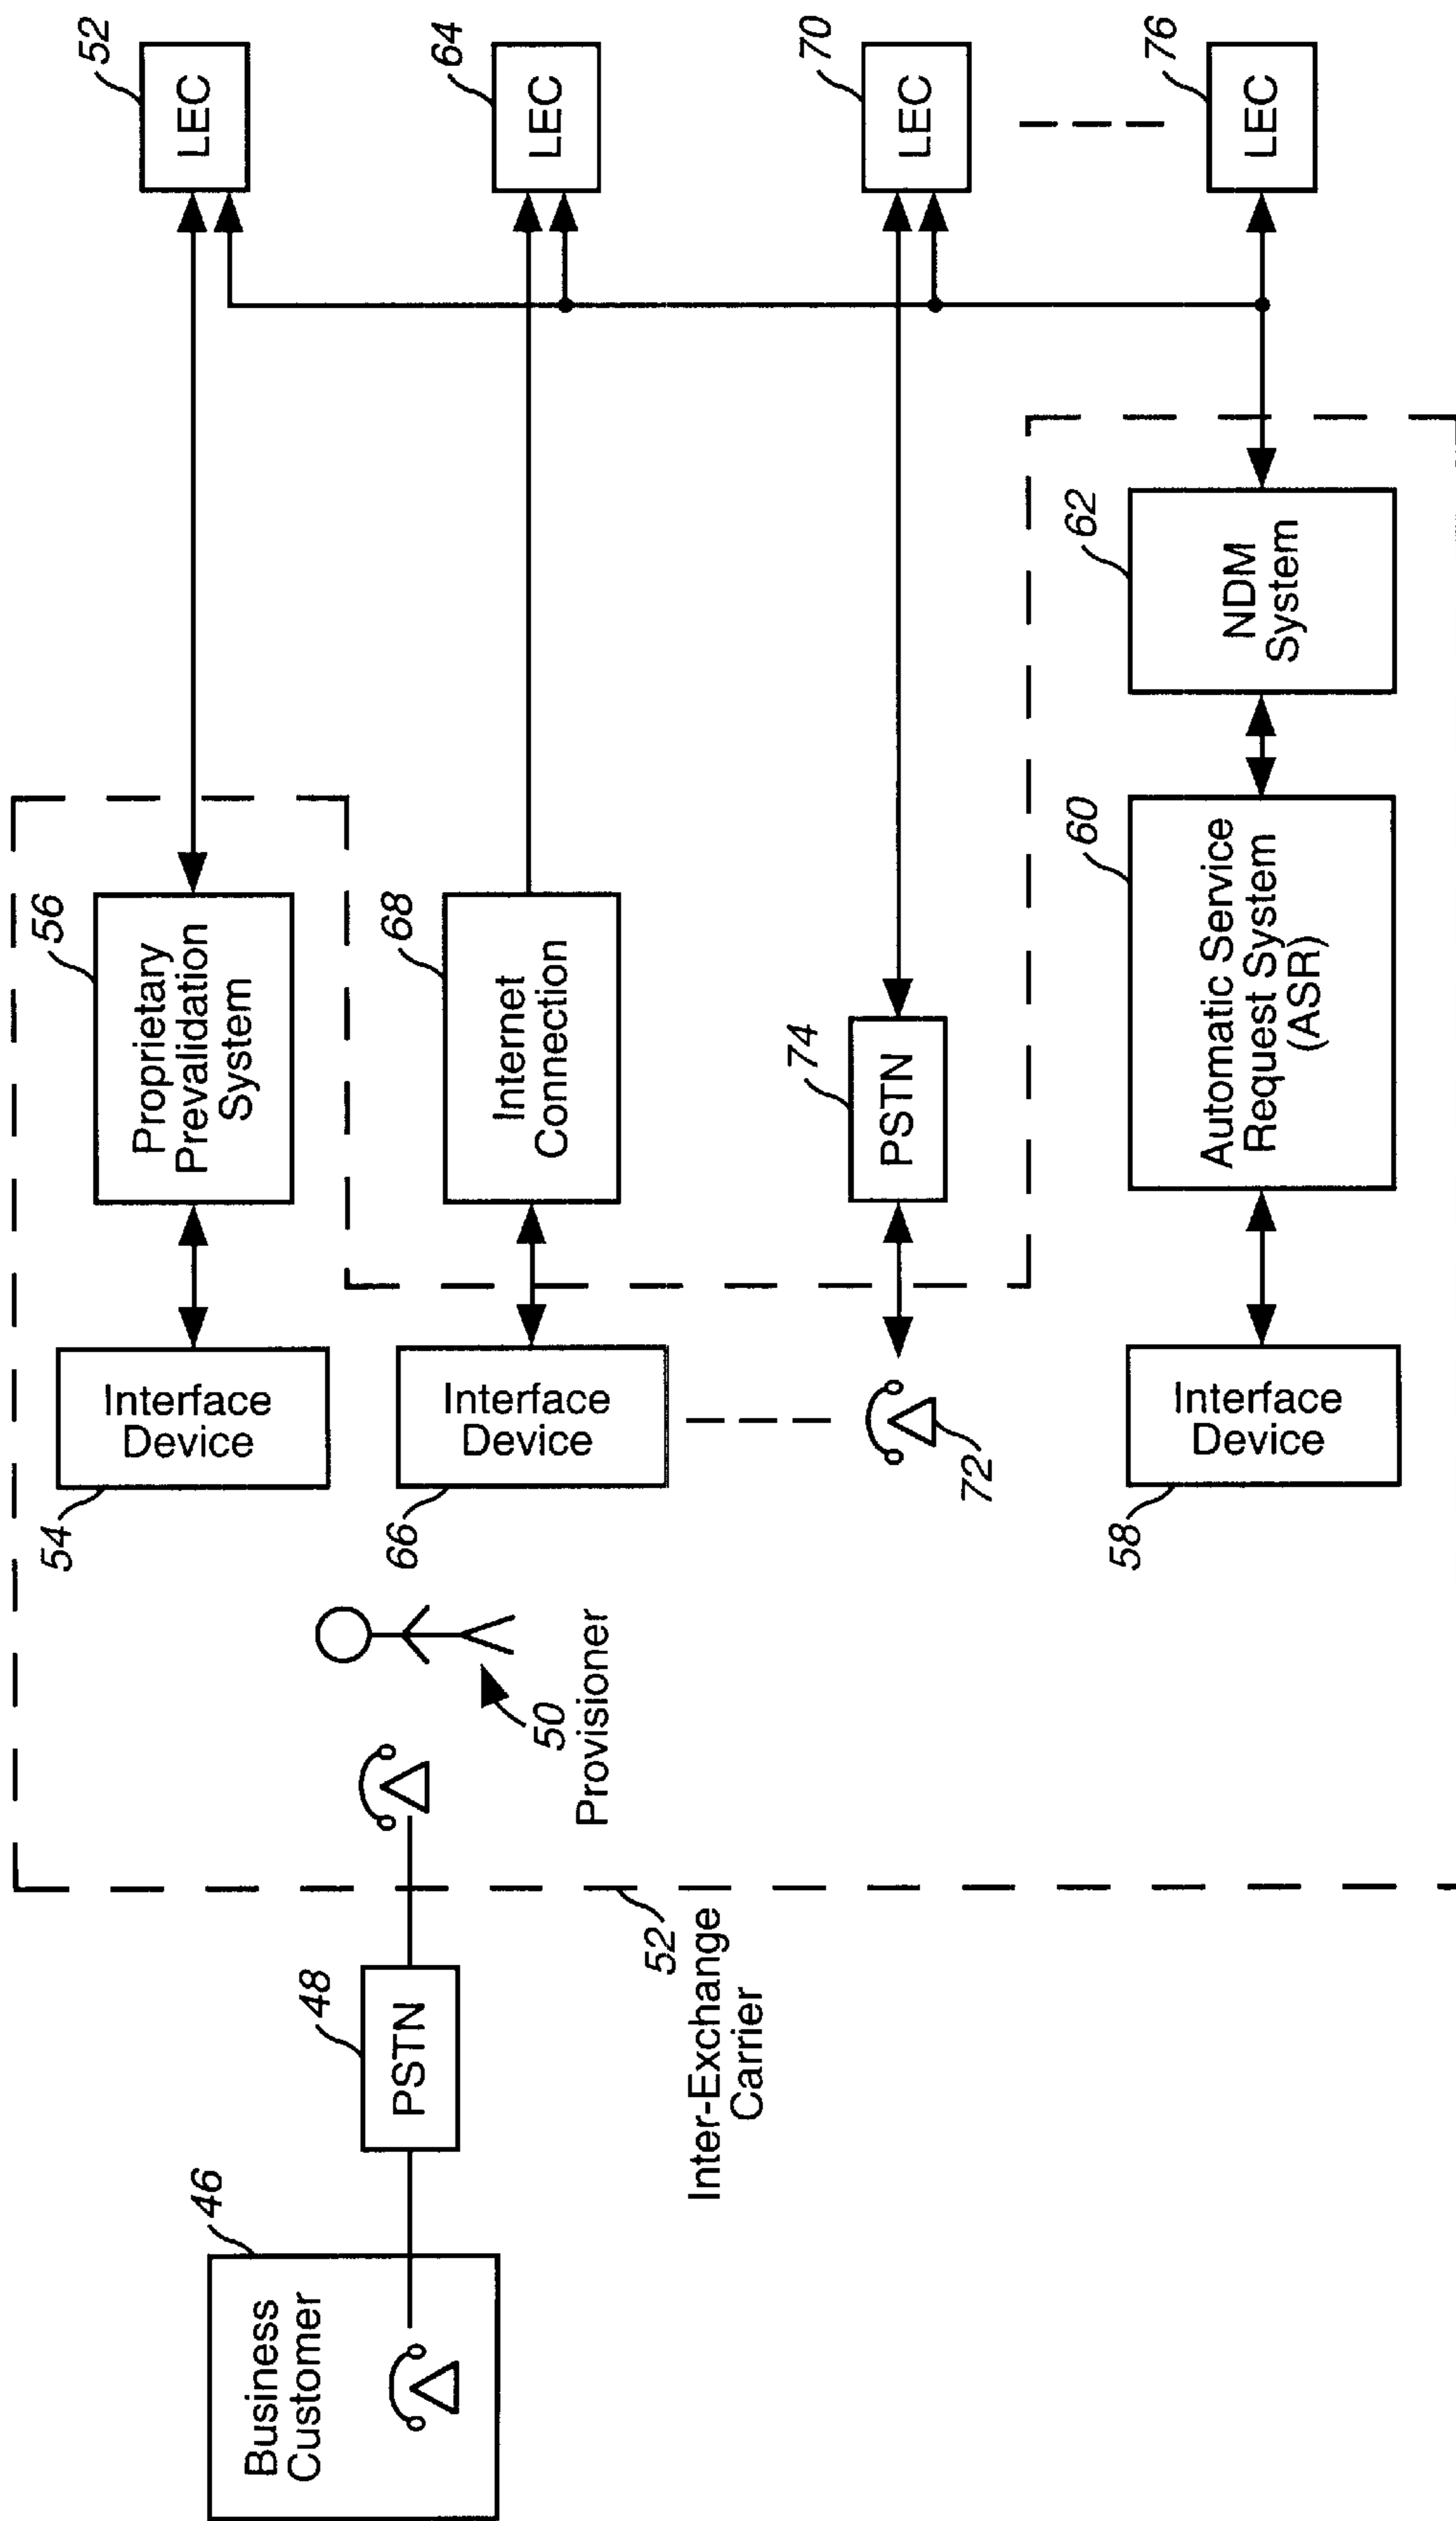 Business
Customer
46
PSTN
48
Inter-Exchange
Carrier
52
50
Provisioner
Interface
Device
54
Proprietary
Prevalidation
System
56
LEC
52
Interface
Device
66
Internet
Connection
68
LEC
64
72
PSTN
74
LEC
70
Interface
Device
58
Automatic Service
Request System
(ASR)
60
NDM
System
62
LEC
76